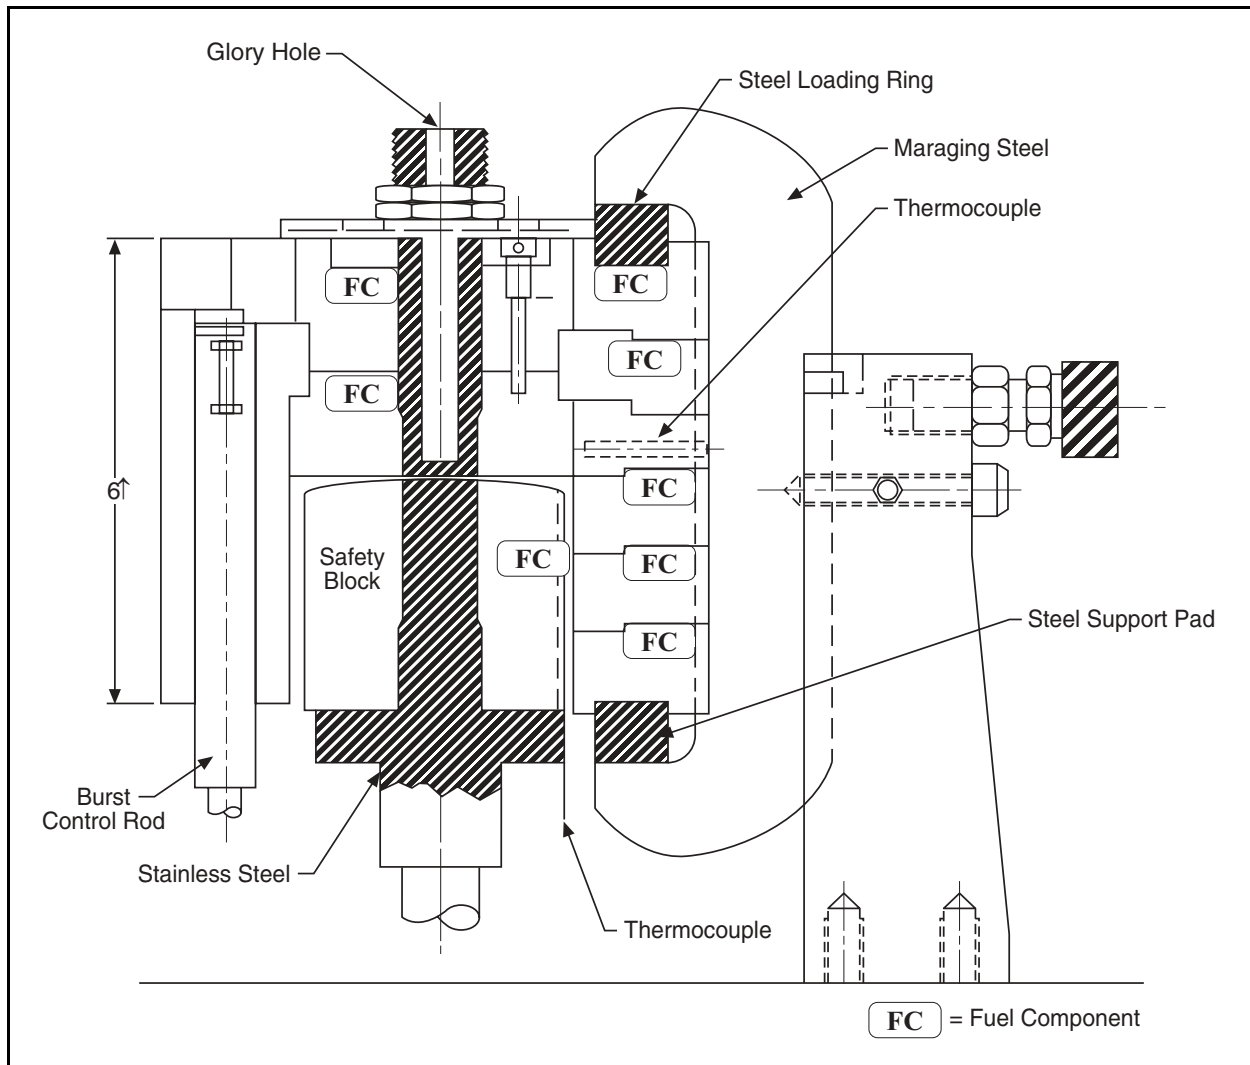 Glory Hole
Steel Loading Ring
Maraging Steel
Thermocouple
FC
FC
FC
FC
6↑
FC
Safety
Block
FC
FC
FC
Steel Support Pad
Burst
Control Rod
Stainless Steel
Thermocouple
FC = Fuel Component